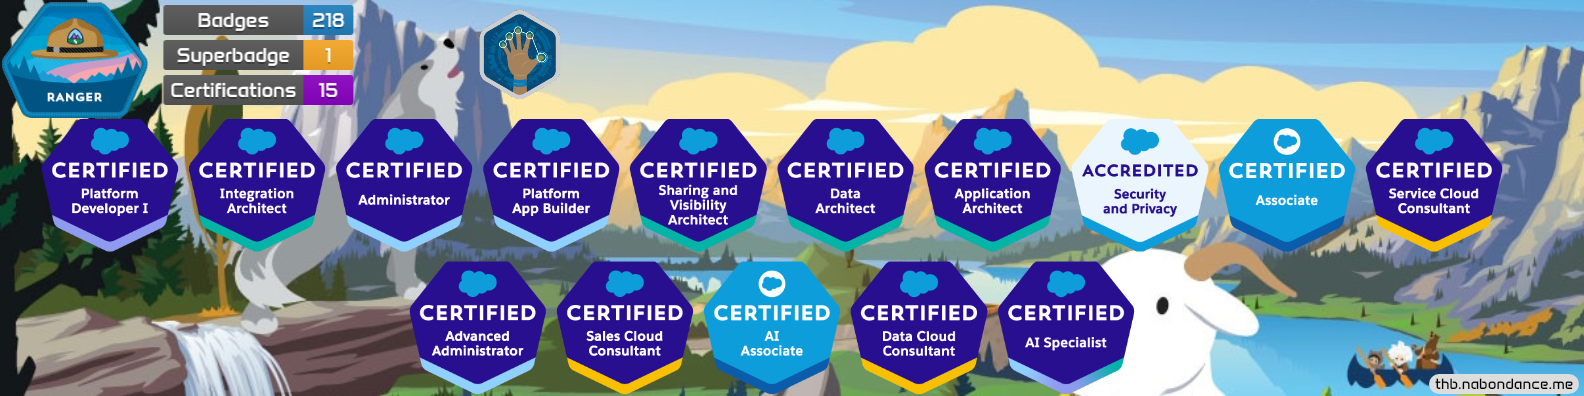 RANGER
Badges 218
Superbadge 1
Certifications 15
CERTIFIED
Platform
Developer I
CERTIFIED
Integration
Architect
CERTIFIED
Administrator
CERTIFIED
Platform
App Builder
CERTIFIED
Sharing and
Visibility
Architect
CERTIFIED
Data
Architect
CERTIFIED
Application
Architect
ACCREDITED
Security
and Privacy
CERTIFIED
Associate
CERTIFIED
Service Cloud
Consultant
CERTIFIED
Advanced
Administrator
CERTIFIED
Sales Cloud
Consultant
CERTIFIED
AI
Associate
CERTIFIED
Data Cloud
Consultant
CERTIFIED
AI Specialist
thb.nabondance.me